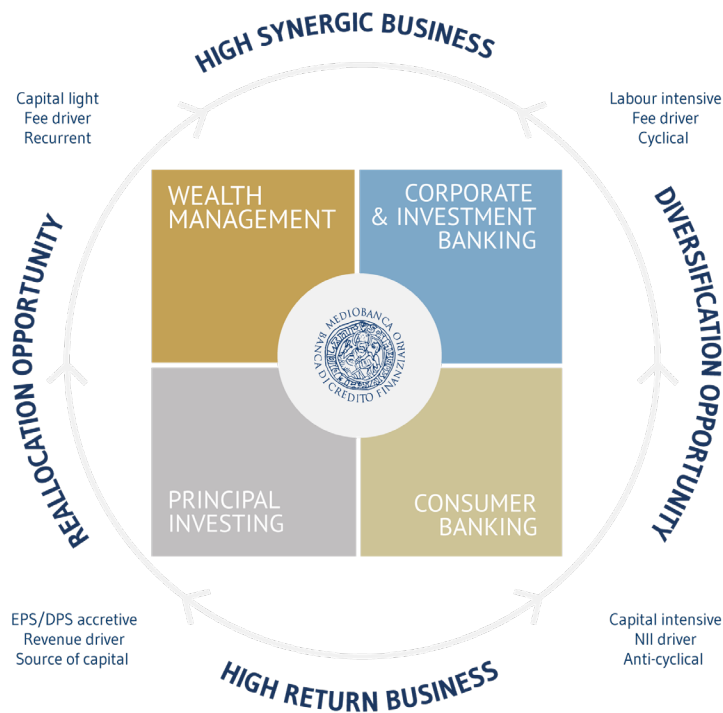 HIGH SYNERGIC BUSINESS
Capital light
Fee driver
Recurrent
Labour intensive
Fee driver
Cyclical
WEALTH
MANAGEMENT
CORPORATE
& INVESTMENT
BANKING
REALLOCATION OPPORTUNITY
DIVERSIFICATION OPPORTUNITY
MEDIOBANCA
BANCA DI CREDITO FINANZIARIO
PRINCIPAL
INVESTING
CONSUMER
BANKING
EPS/DPS accretive
Revenue driver
Source of capital
Capital intensive
NII driver
Anti-cyclical
HIGH RETURN BUSINESS